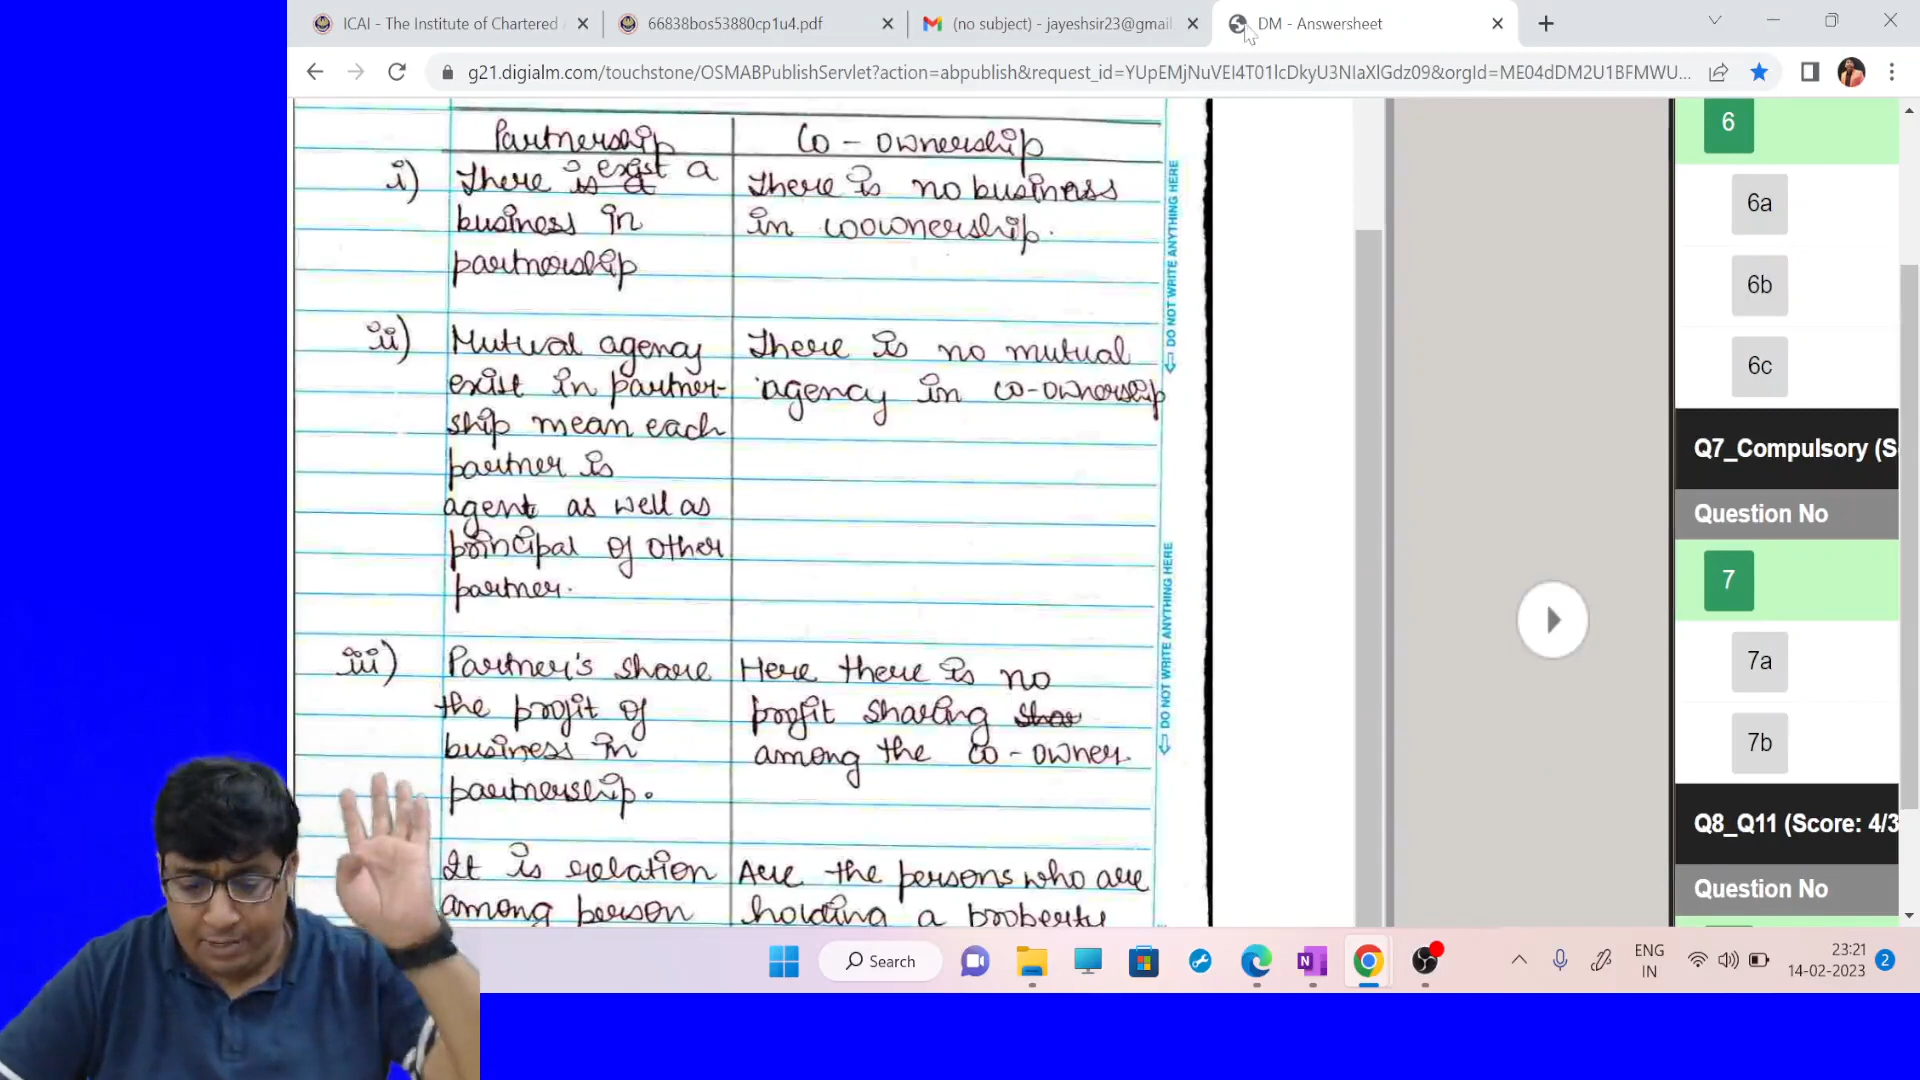 ICAI - The Institute of Chartered
66838bos53880cp1u4.pdf
(no subject) - jayeshsir23@gmail
DM - Answersheet
g21.digialm.com/touchstone/OSMABPublishServlet?action=abpublish&request_id=YUpEMjNuVEI4T01lcDkyU3NIaXlGdz09&orgId=ME04dDM2U1BFMWU...
Partnership
Co - ownership
i) There exist a
business in
partnership
There is no business
in coownership.
ii) Mutual agency
exist in partner-
ship mean each
partner is
agent as well as
principal of other
partner.
There is no mutual
agency in co-ownership
iii) Partner's share
the profit of
business in
partnership.
Here there is no
profit sharing
among the co-owner.
It is relation
among person
Are the persons who are
holding a property
DO NOT WRITE ANYTHING HERE
DO NOT WRITE ANYTHING HERE
6
6a
6b
6c
Q7_Compulsory (S
Question No
7
7a
7b
Q8_Q11 (Score: 4/3
Question No
Search
ENG
IN
23:21
14-02-2023
2